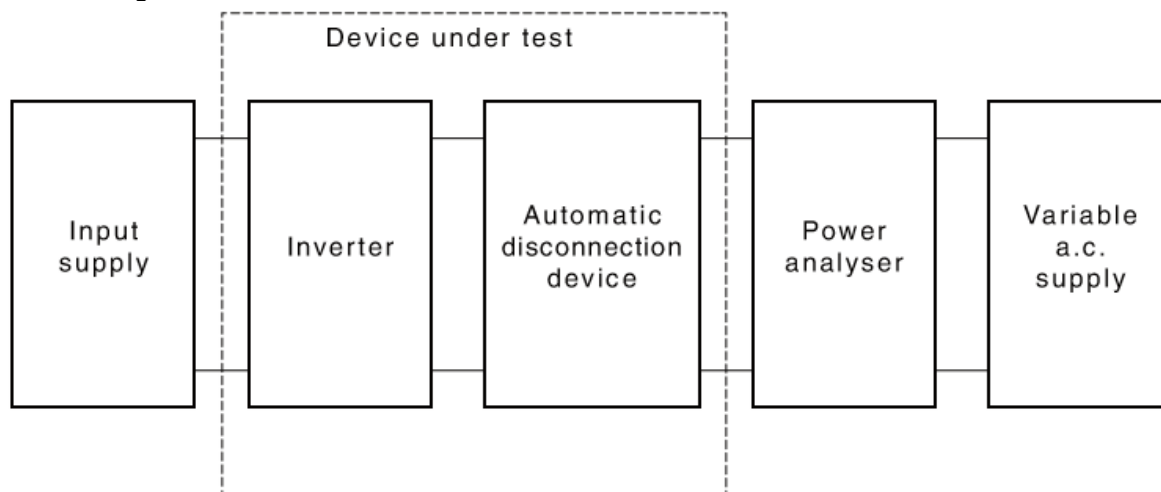 Device under test
Input
supply
Inverter
Automatic
disconnection
device
Power
analyser
Variable
a.c.
supply